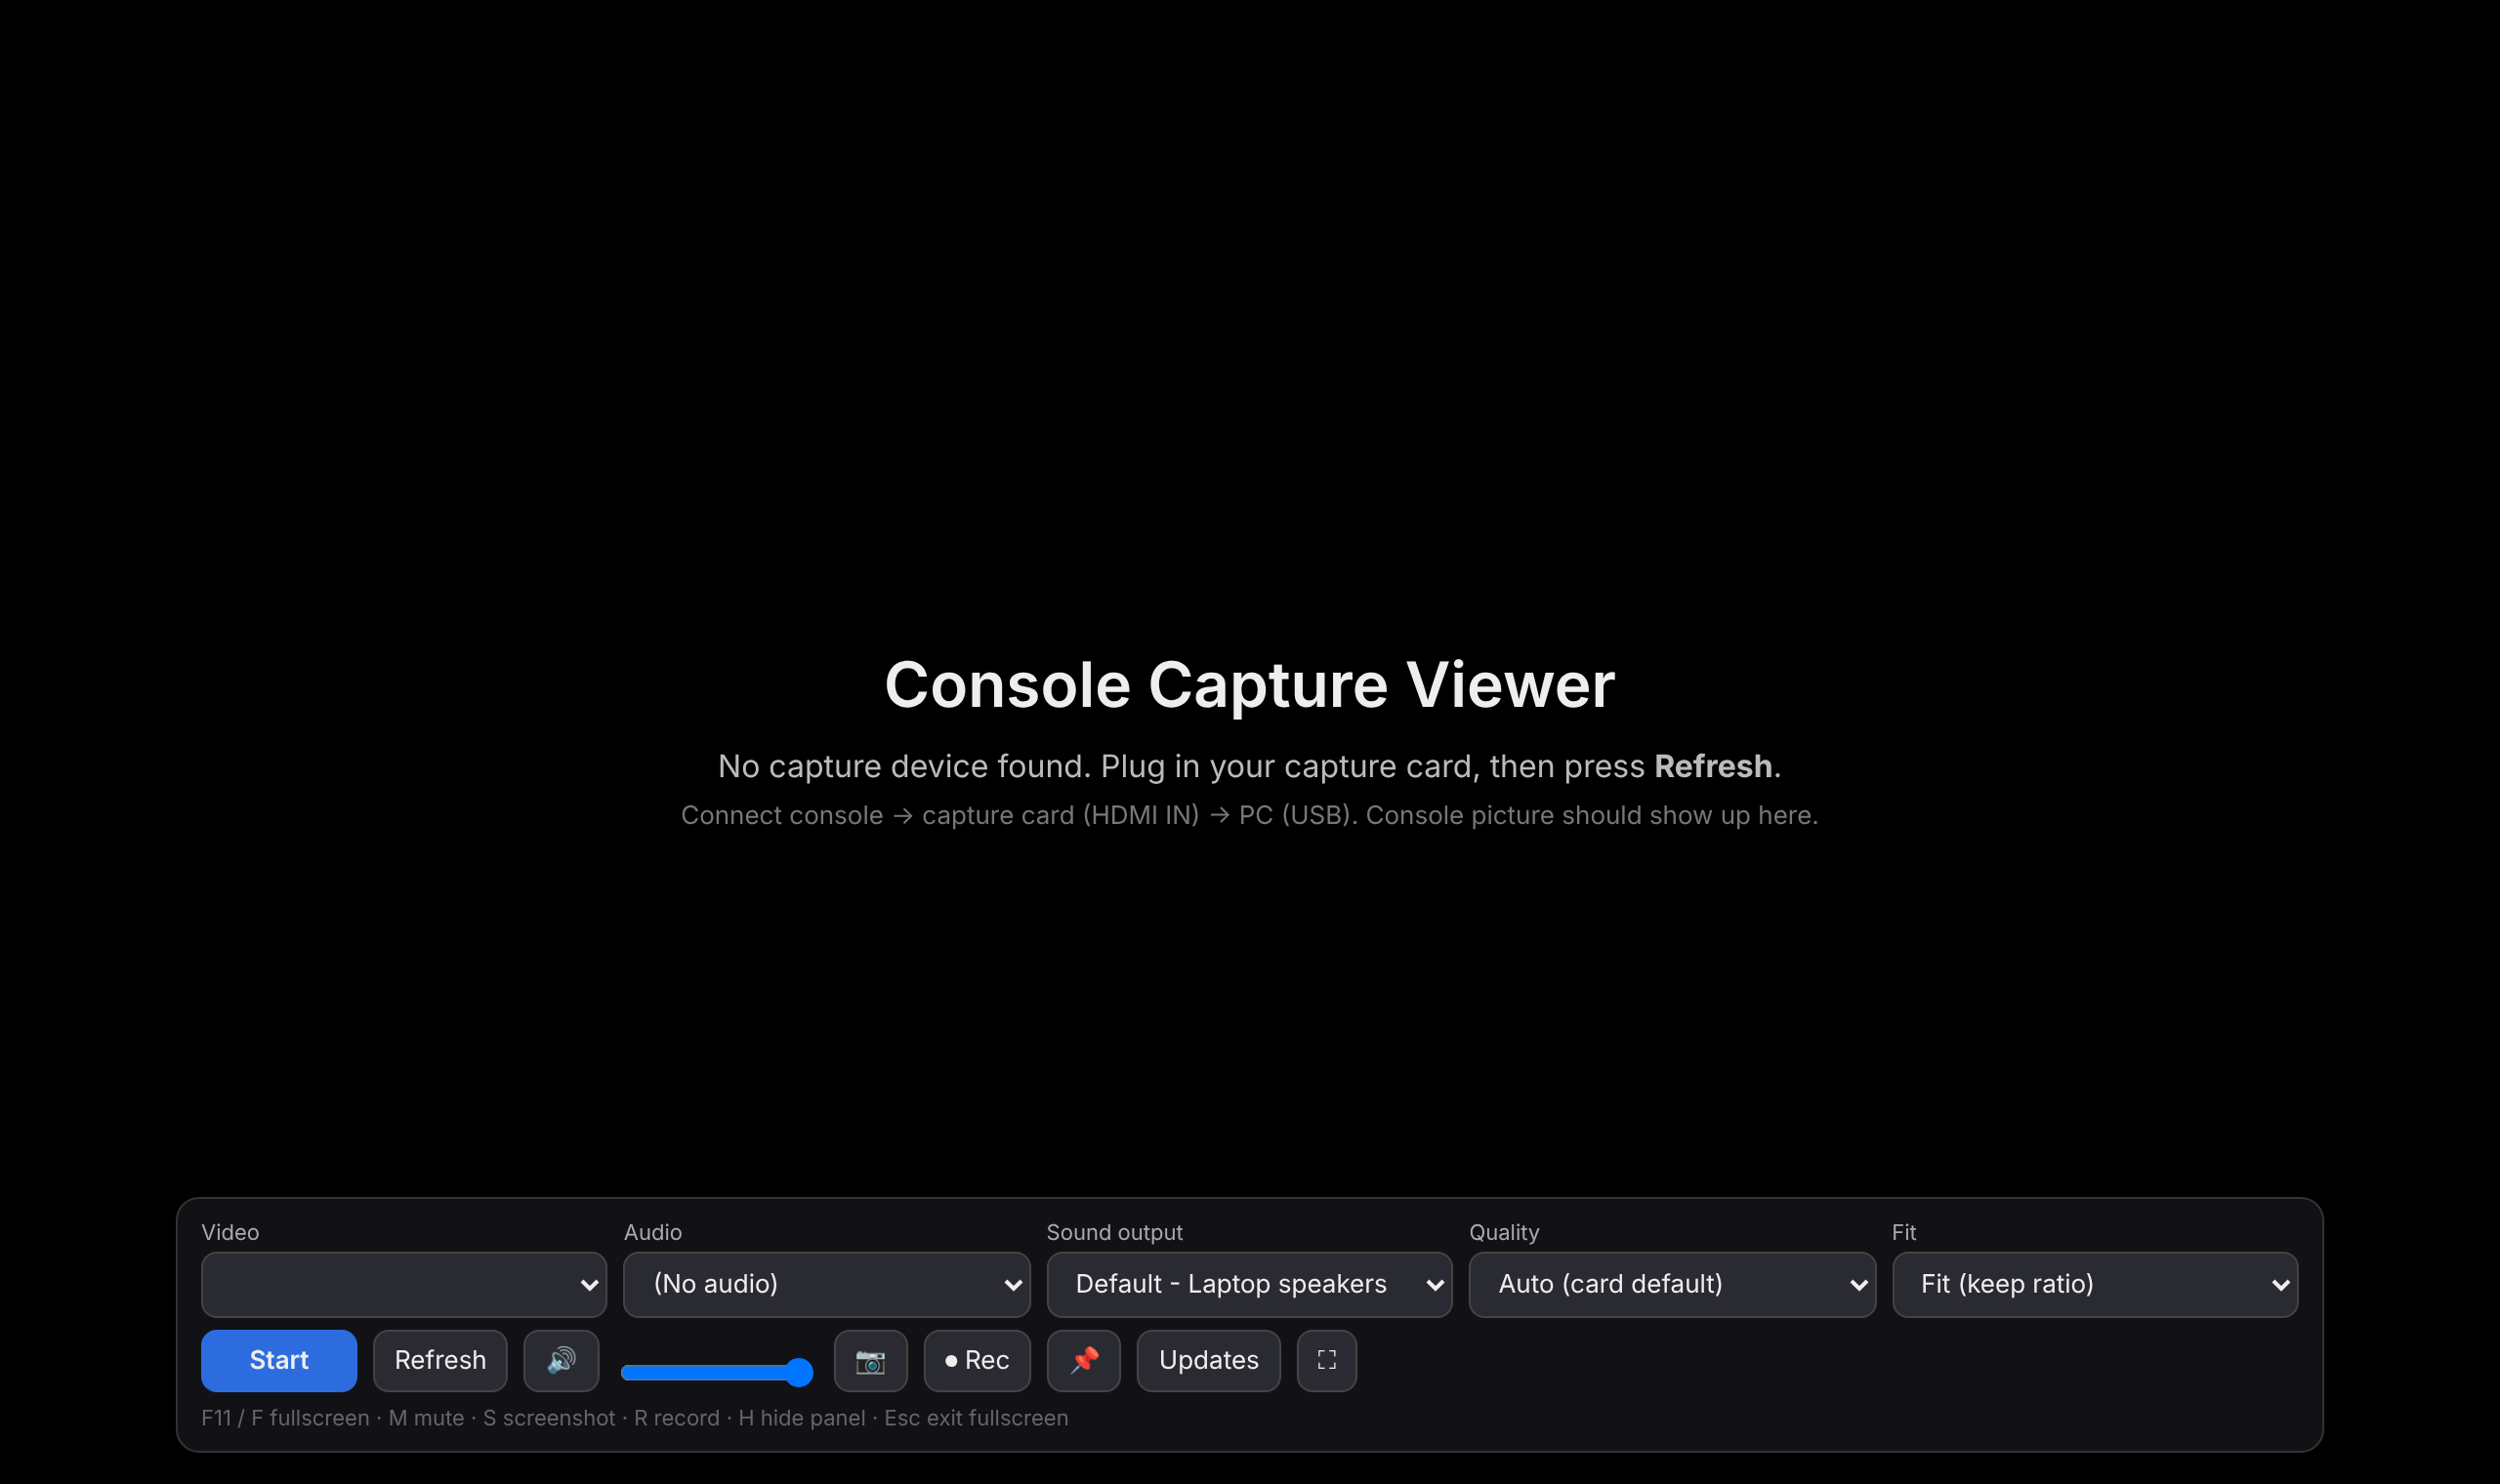 Console Capture Viewer
No capture device found. Plug in your capture card, then press Refresh.
Connect console → capture card (HDMI IN) → PC (USB). Console picture should show up here.
Video Audio Sound output Quality Fit
(No audio) Default - Laptop speakers Auto (card default) Fit (keep ratio)
Start Refresh 🔊 📷 ● Rec 📌 Updates ⛶
F11 / F fullscreen · M mute · S screenshot · R record · H hide panel · Esc exit fullscreen